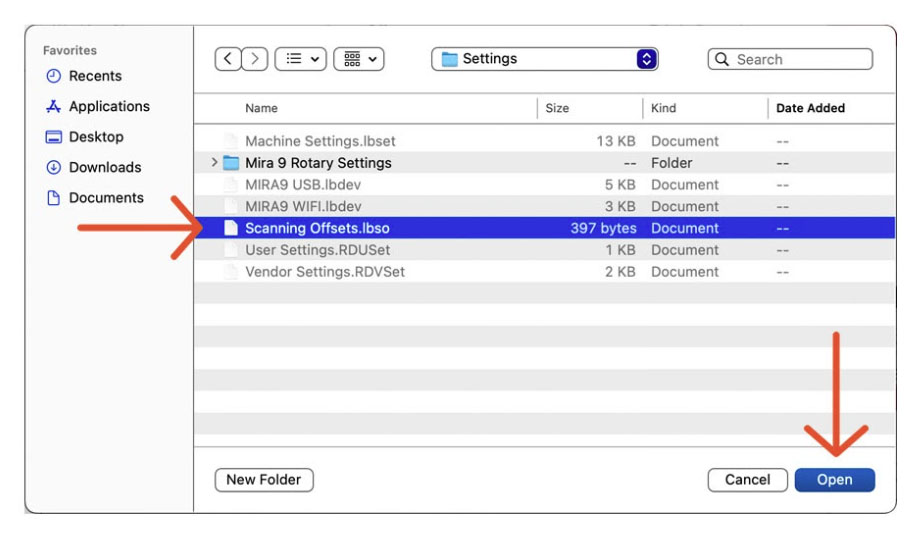 Favorites
Recents
Applications
Desktop
Downloads
Documents
Settings
Search
Name Size Kind Date Added
Machine Settings.lbset 13 KB Document --
Mira 9 Rotary Settings -- Folder --
MIRA9 USB.lbdev 5 KB Document --
MIRA9 WIFI.lbdev 3 KB Document --
Scanning Offsets.lbso 397 bytes Document --
User Settings.RDUSet 1 KB Document --
Vendor Settings.RDVSet 2 KB Document --
New Folder Cancel Open